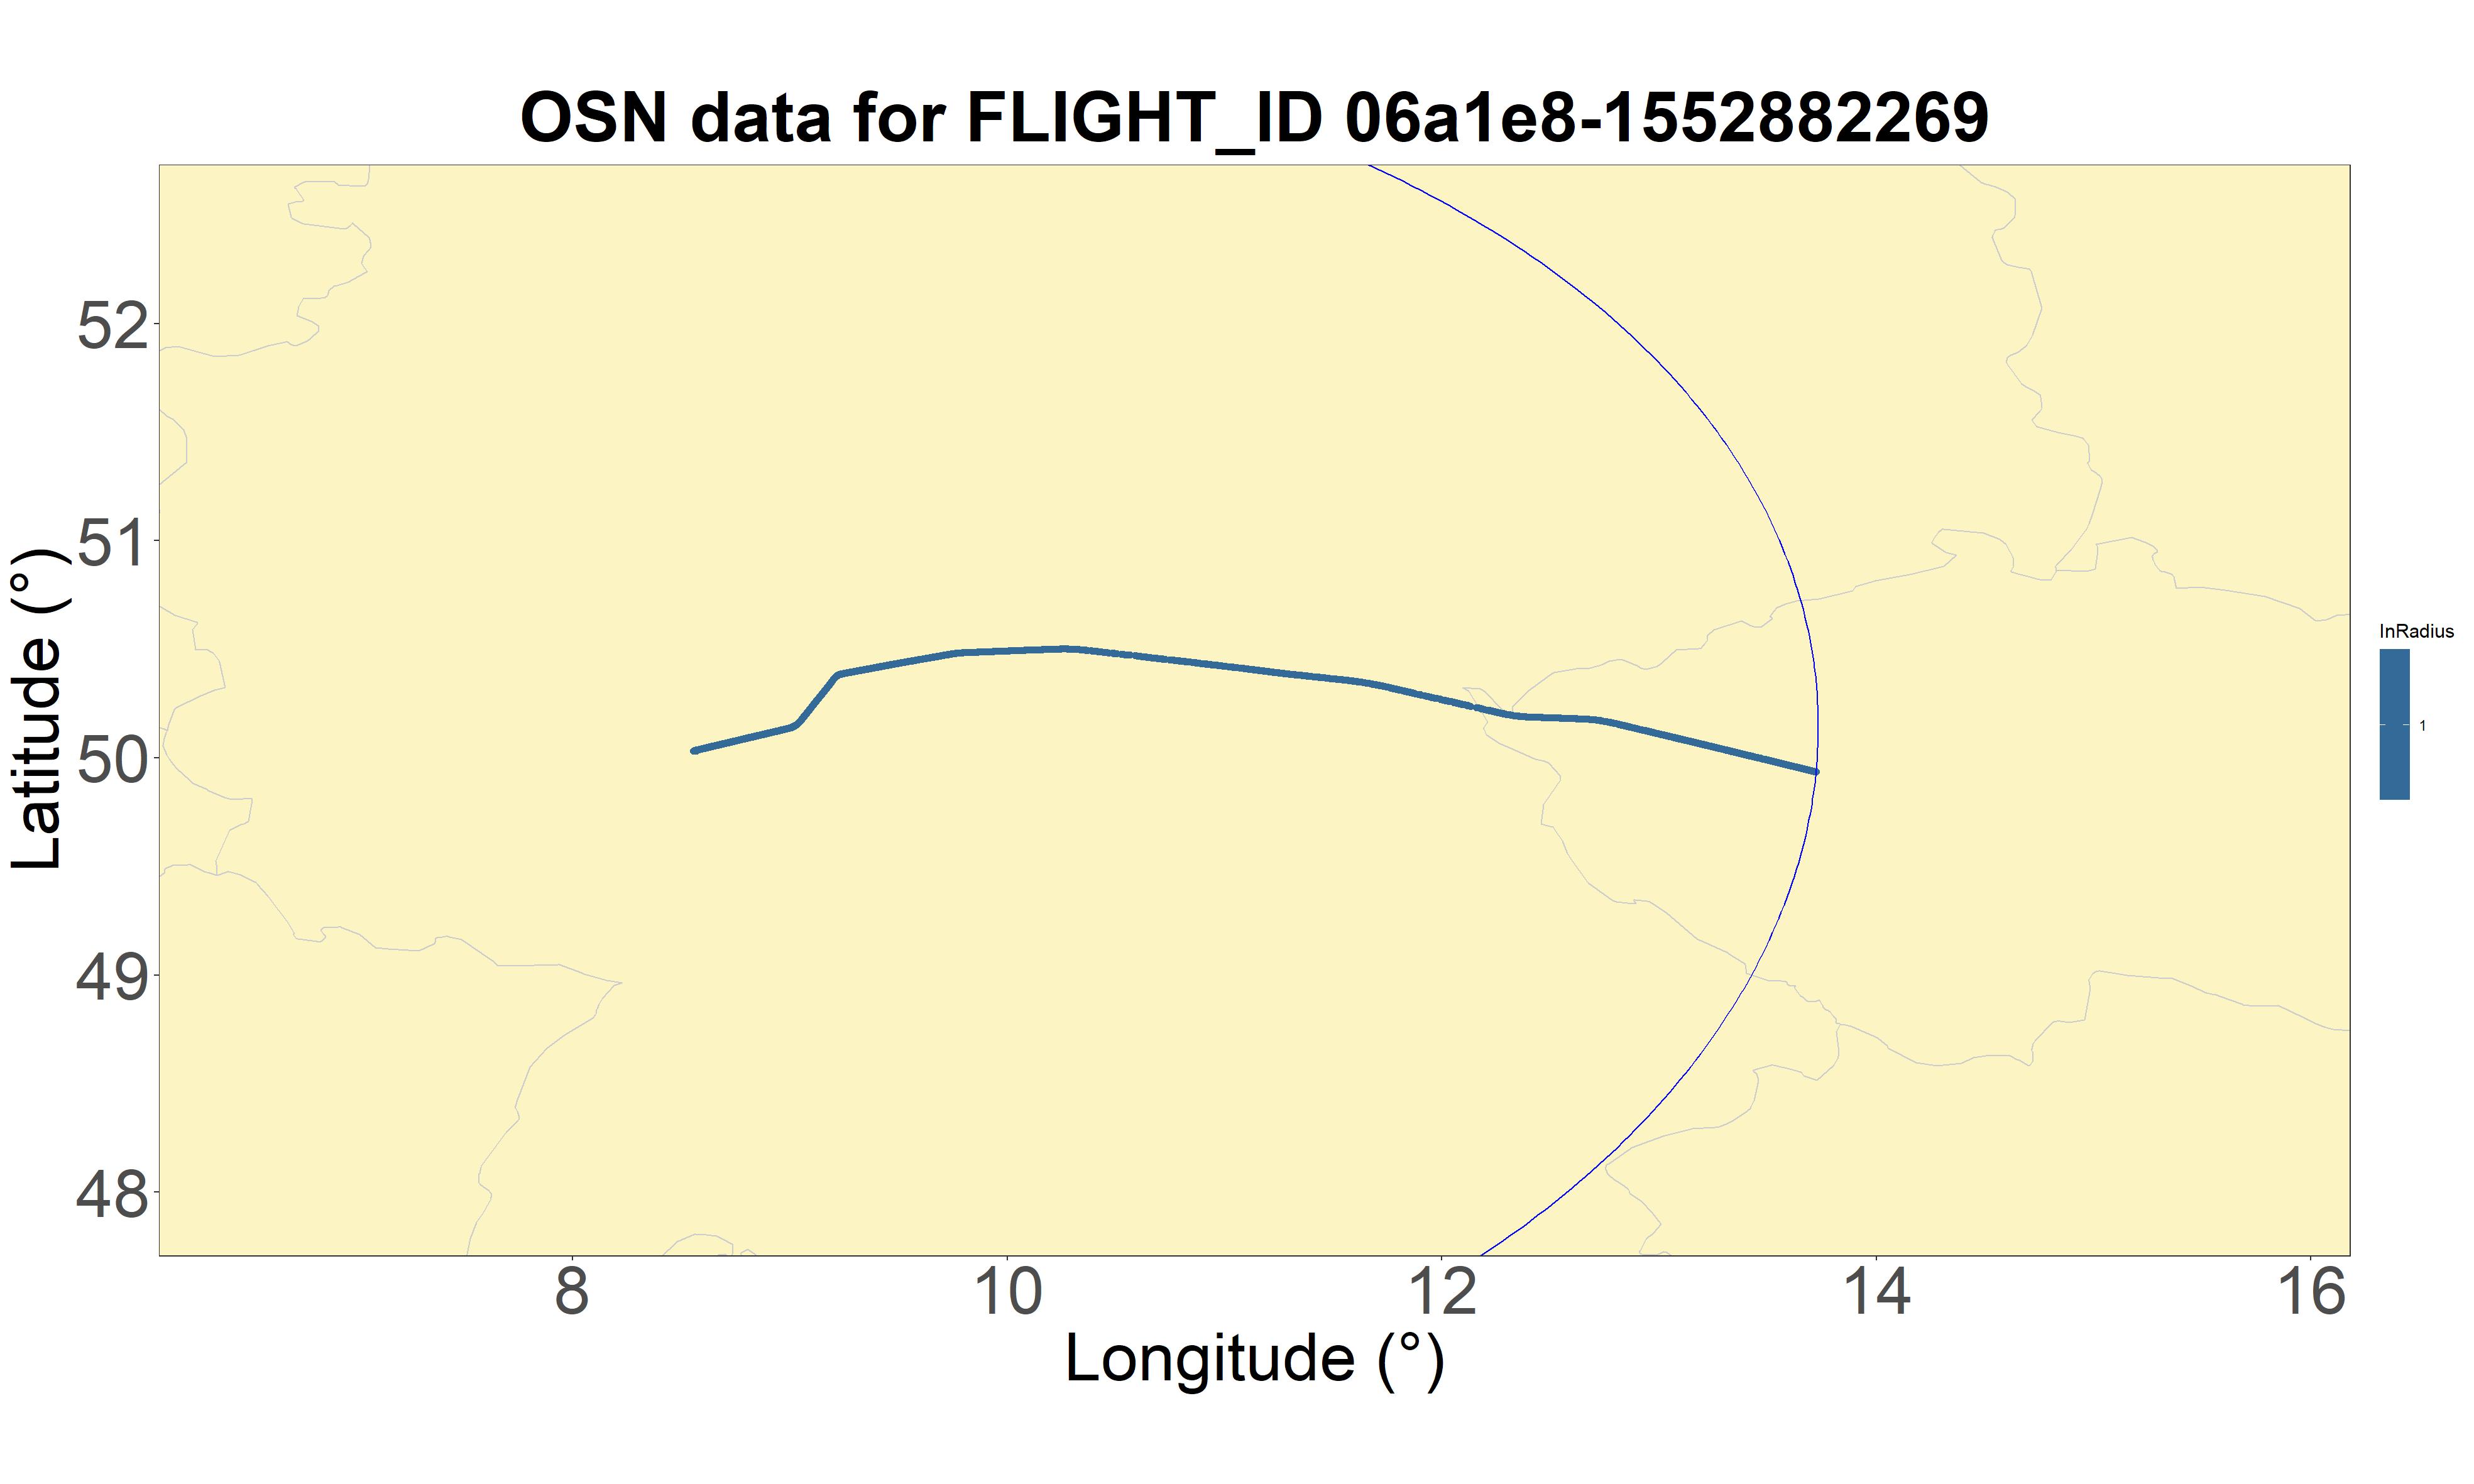 OSN data for FLIGHT_ID 06a1e8-1552882269
52
51
50
49
48
Latitude (°)
8 10 12 14 16
Longitude (°)
InRadius
1